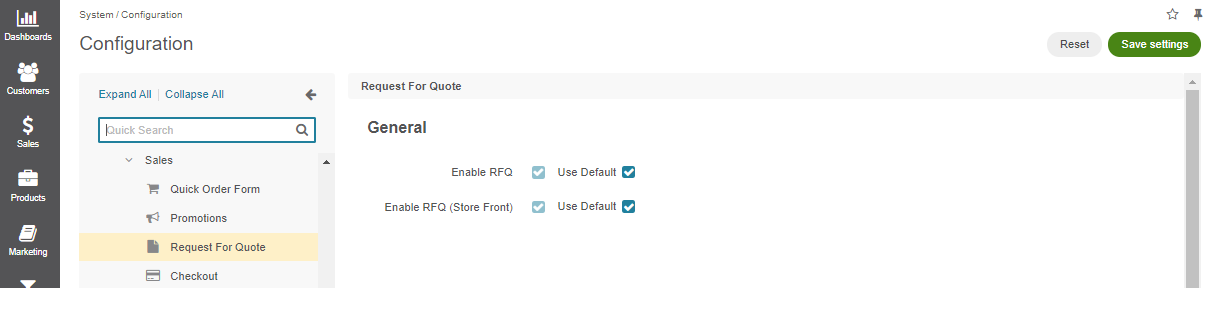 System / Configuration
Configuration
Reset
Save settings
Dashboards
Customers
Sales
Products
Marketing
Expand All
Collapse All
Quick Search
Sales
Quick Order Form
Promotions
Request For Quote
Checkout
Request For Quote
General
Enable RFQ
Use Default
Enable RFQ (Store Front)
Use Default